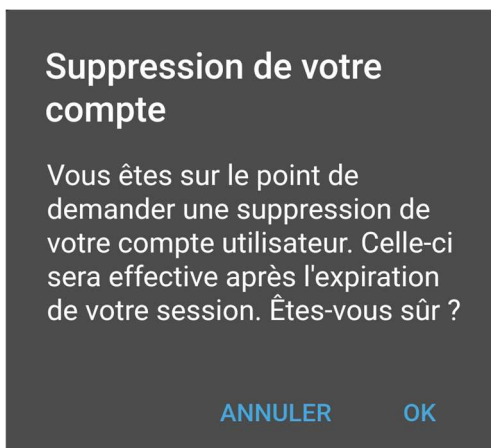 Suppression de votre
compte
Vous êtes sur le point de
demander une suppression de
votre compte utilisateur. Celle-ci
sera effective après l'expiration
de votre session. Êtes-vous sûr ?
ANNULER OK